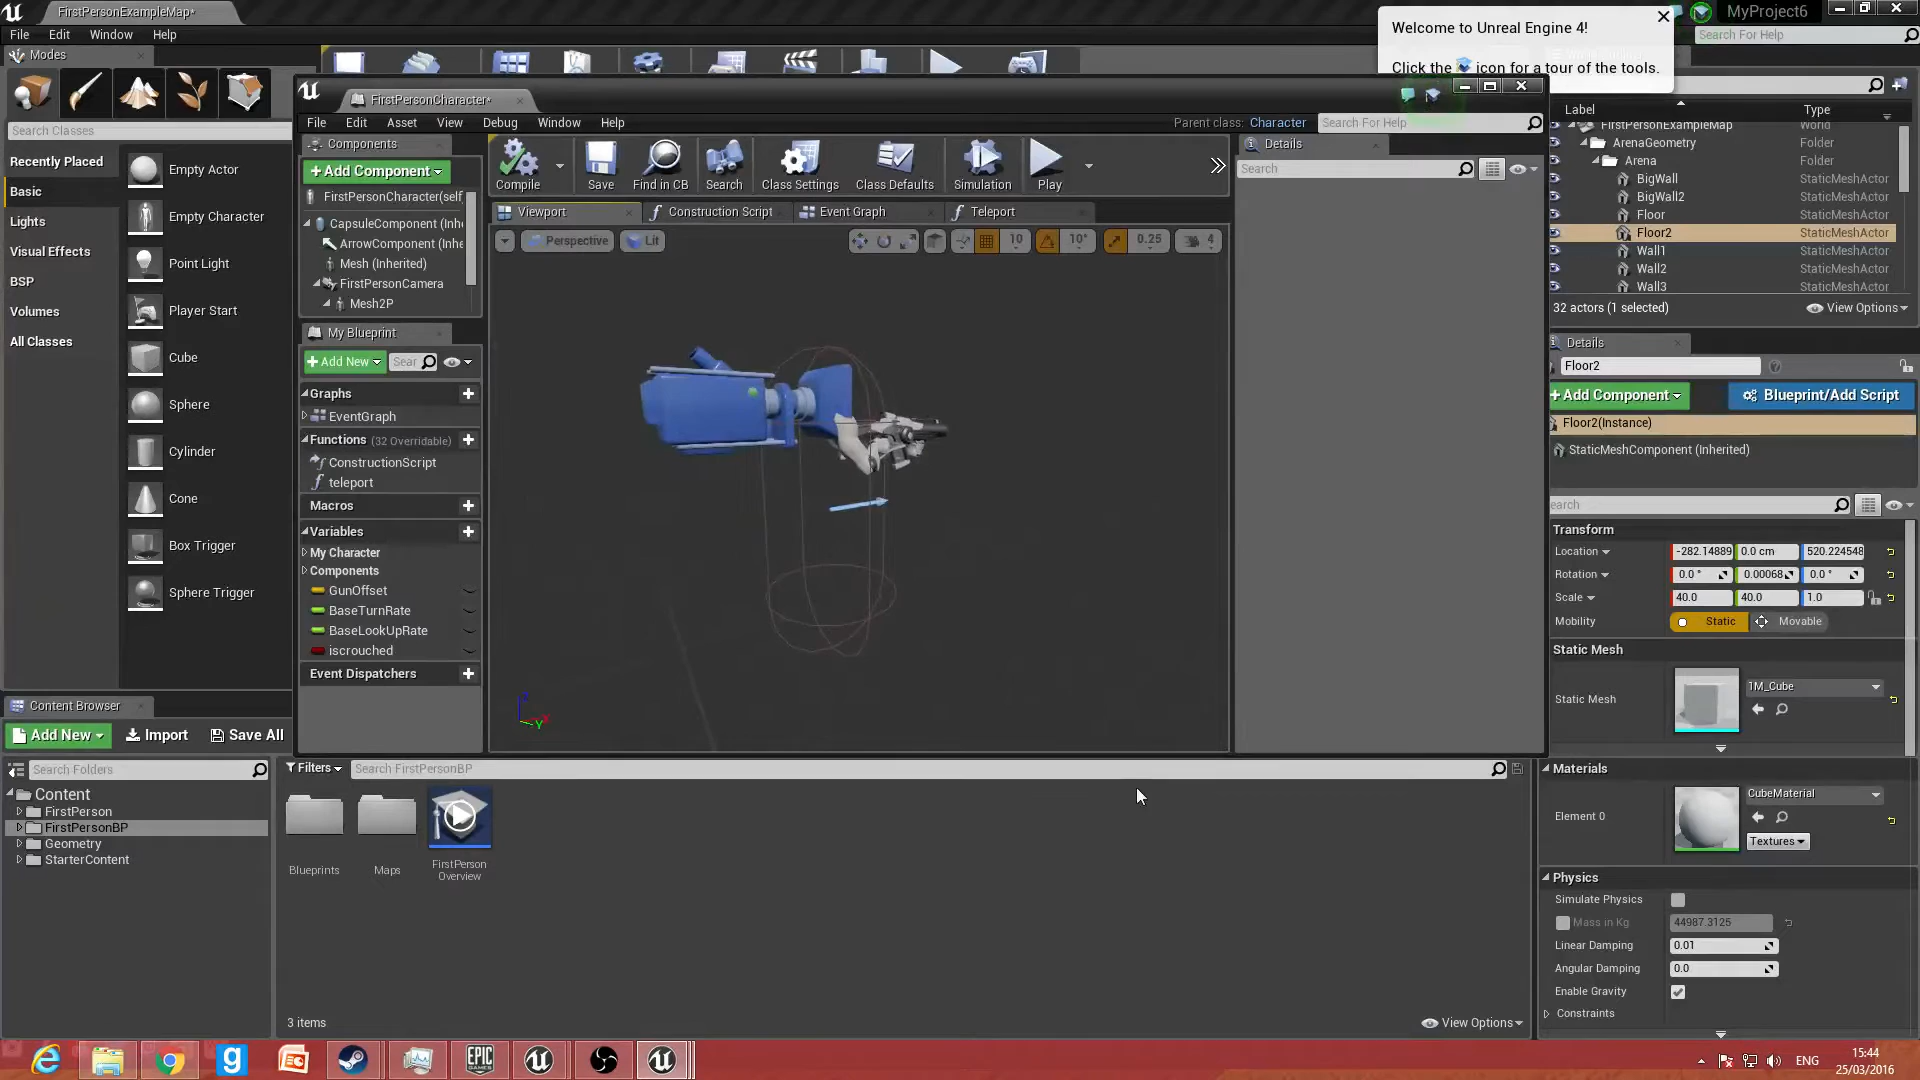 FirstPersonExampleMap*
MyProject6
File Edit Window Help
Search For Help
Welcome to Unreal Engine 4!
Click the icon for a tour of the tools.
Modes
Search Classes
Recently Placed
Basic
Lights
Visual Effects
BSP
Volumes
All Classes
Empty Actor
Empty Character
Point Light
Player Start
Cube
Sphere
Cylinder
Cone
Box Trigger
Sphere Trigger
FirstPersonCharacter*
File Edit Asset View Debug Window Help
Parent class: Character
Search For Help
Components
+ Add Component
FirstPersonCharacter(self
CapsuleComponent (Inhe
ArrowComponent (Inhe
Mesh (Inherited)
FirstPersonCamera
Mesh2P
My Blueprint
+ Add New
Sear
Graphs
EventGraph
Functions (32 Overridable)
ConstructionScript
teleport
Macros
Variables
My Character
Components
GunOffset
BaseTurnRate
BaseLookUpRate
iscrouched
Event Dispatchers
Compile Save Find in CB Search Class Settings Class Defaults Simulation Play
Viewport Construction Script Event Graph Teleport
Perspective Lit
10 10° 0.25 4
Z X Y
Details
Search
Label Type
FirstPersonExampleMap World
ArenaGeometry Folder
Arena Folder
BigWall StaticMeshActor
BigWall2 StaticMeshActor
Floor StaticMeshActor
Floor2 StaticMeshActor
Wall1 StaticMeshActor
Wall2 StaticMeshActor
Wall3 StaticMeshActor
32 actors (1 selected) View Options
Details
Floor2
+ Add Component Blueprint/Add Script
Floor2(Instance)
StaticMeshComponent (Inherited)
earch
Transform
Location -282.14889 0.0 cm 520.224548
Rotation 0.0 ° 0.00068 0.0 °
Scale 40.0 40.0 1.0
Mobility Static Movable
Static Mesh
Static Mesh 1M_Cube
Materials
Element 0 CubeMaterial
Textures
Physics
Simulate Physics
Mass in Kg 44987.3125
Linear Damping 0.01
Angular Damping 0.0
Enable Gravity
Constraints
Content Browser
Add New Import Save All
Search Folders
Filters Search FirstPersonBP
Content
FirstPerson
FirstPersonBP
Geometry
StarterContent
Blueprints
Maps
FirstPerson
Overview
3 items
View Options
EPIC
GAMES
ENG
15:44
25/03/2016